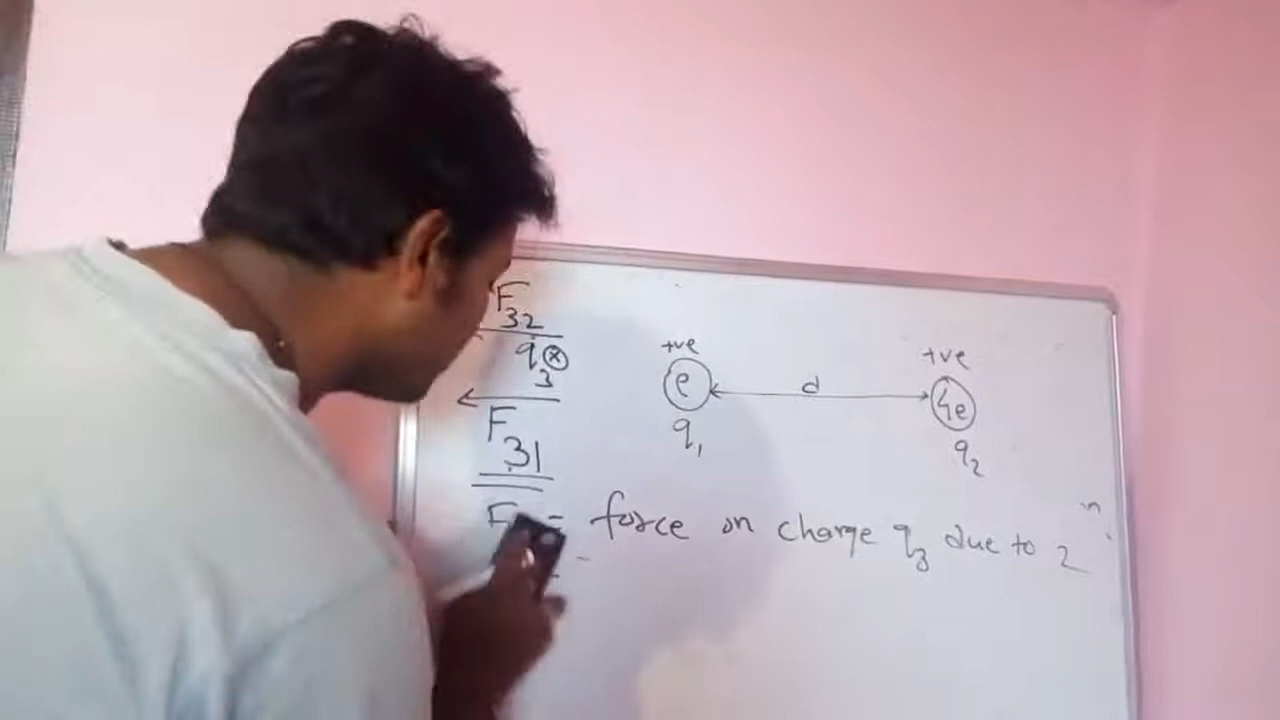 F32
+ve
+ve
q3
e
d
4e
F31
q1
q2
F = force on charge q3 due to 2